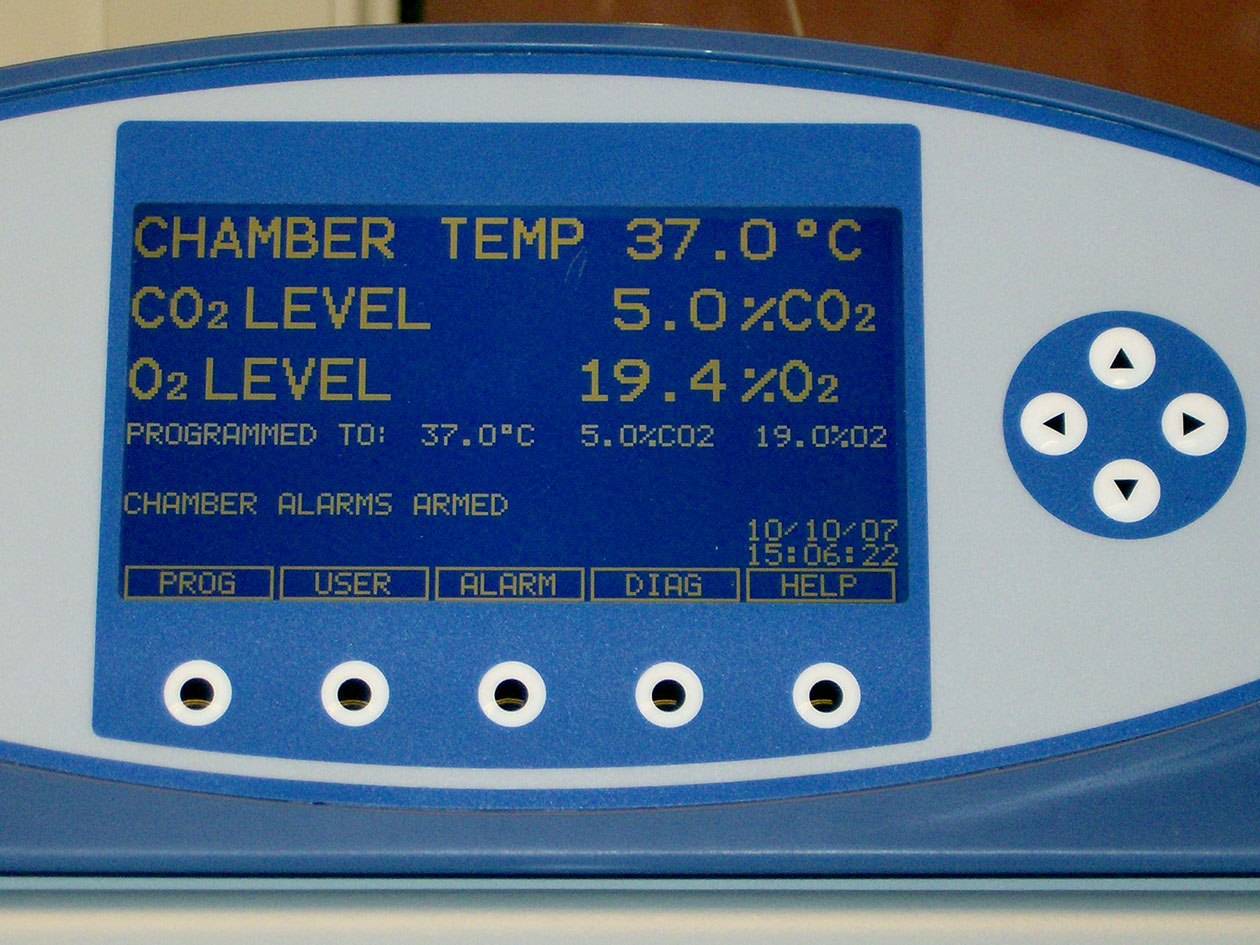 CHAMBER TEMP 37.0°C
CO₂ LEVEL 5.0%CO₂
O₂ LEVEL 19.4%O₂
PROGRAMMED TO: 37.0°C 5.0%CO2 19.0%O2
CHAMBER ALARMS ARMED
10/10/07
15:06:22
PROG USER ALARM DIAG HELP